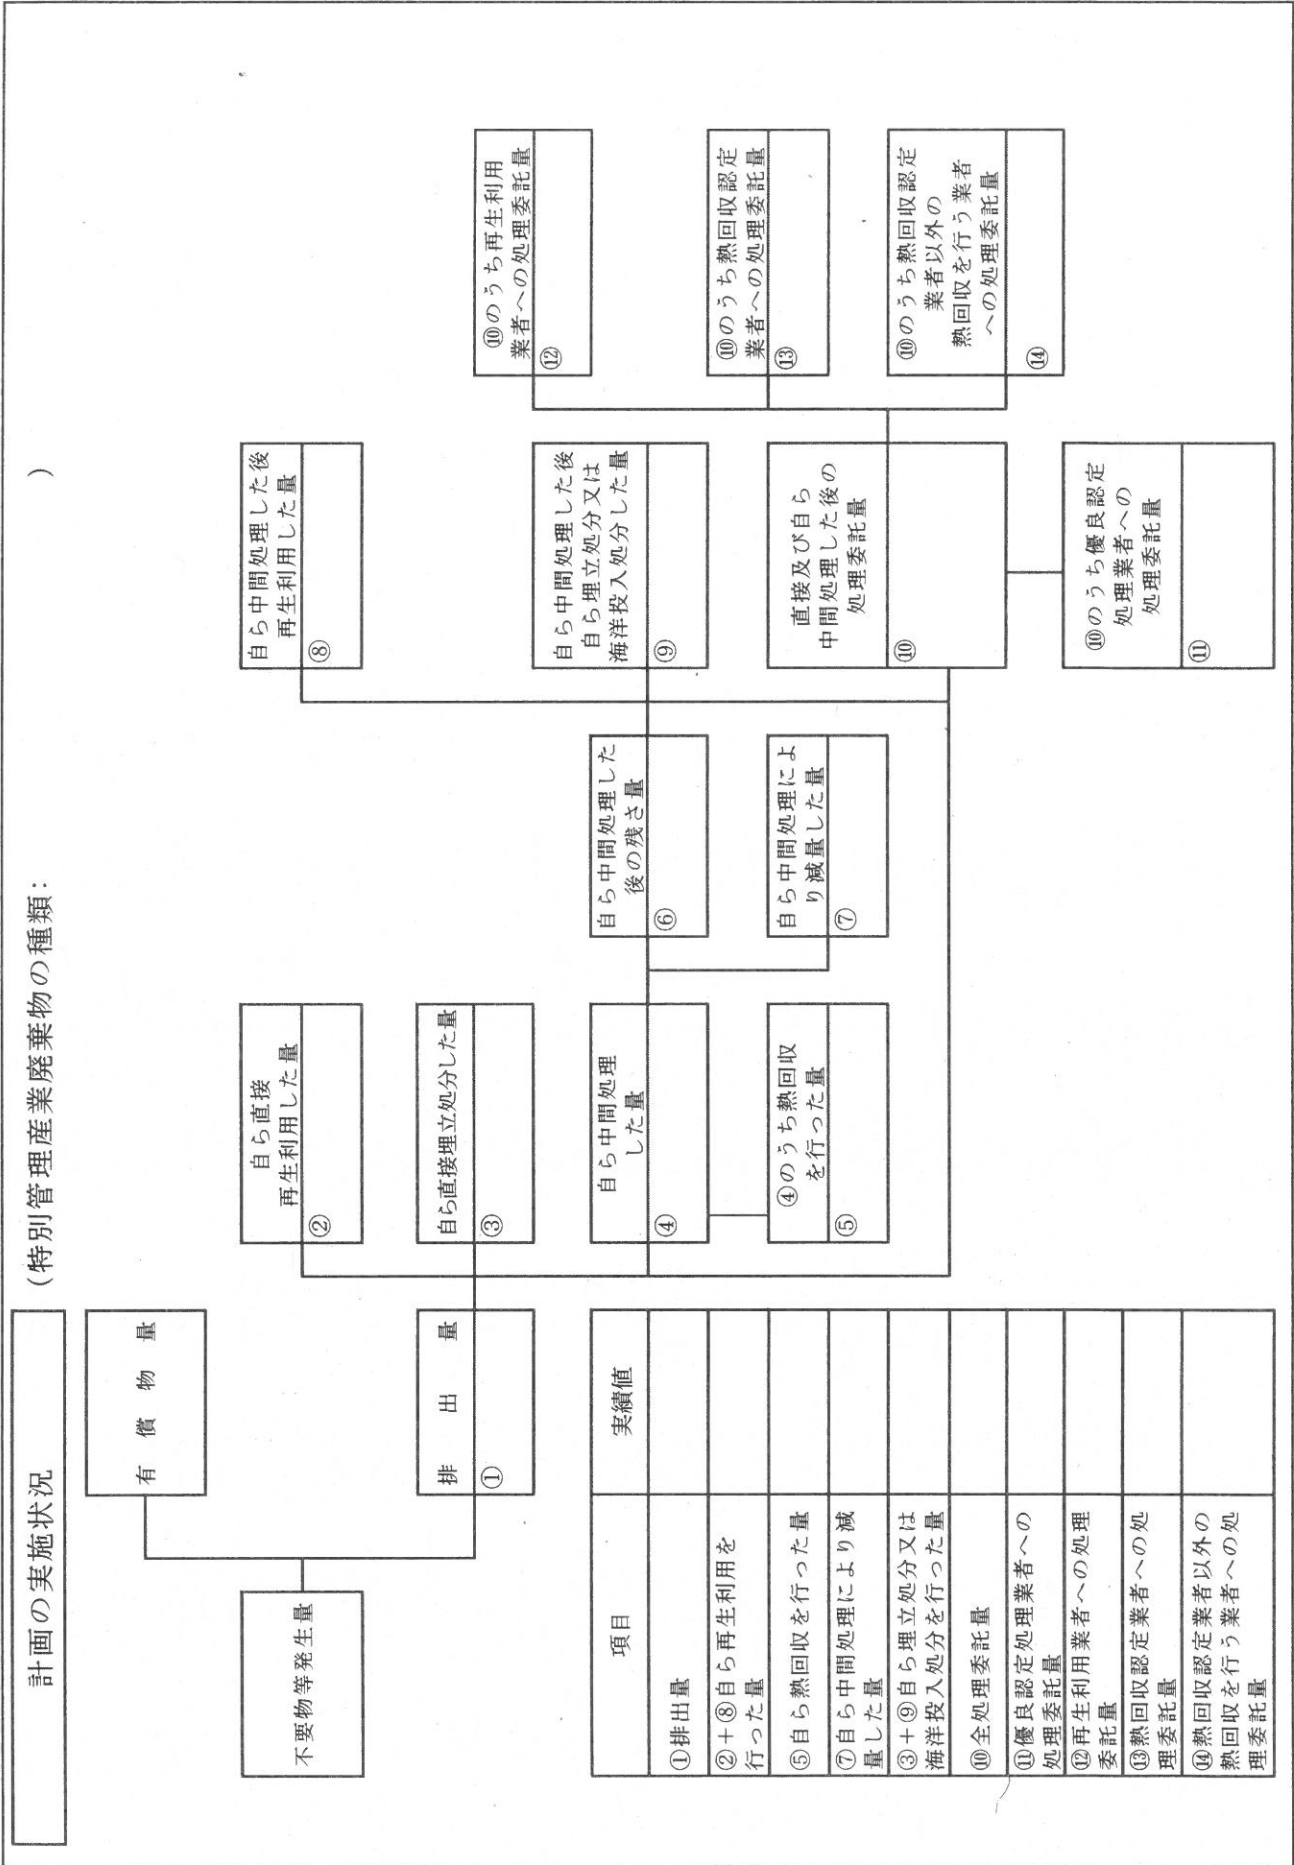 計画の実施状況
(特別管理産業廃棄物の種類:　　　)
不要物等発生量
有償物量
排出量
①
自ら直接
再生利用した量
②
自ら直接埋立処分した量
③
自ら中間処理
した量
④
④のうち熱回収
を行った量
⑤
自ら中間処理した
後の残さ量
⑥
自ら中間処理によ
り減量した量
⑦
自ら中間処理した後
再生利用した量
⑧
自ら中間処理した後
自ら埋立処分又は
海洋投入処分した量
⑨
直接及び自ら
中間処理した後の
処理委託量
⑩
⑩のうち優良認定
処理業者への
処理委託量
⑪
⑩のうち再生利用
業者への処理委託量
⑫
⑩のうち熱回収認定
業者への処理委託量
⑬
⑩のうち熱回収認定
業者以外の
熱回収を行う業者
への処理委託量
⑭
項目
実績値
①排出量
②+⑧自ら再生利用を
行った量
⑤自ら熱回収を行った量
⑦自ら中間処理により減
量した量
③+⑨自ら埋立処分又は
海洋投入処分を行った量
⑩全処理委託量
⑪優良認定処理業者への
処理委託量
⑫再生利用業者への処理
委託量
⑬熱回収認定業者への処
理委託量
⑭熱回収認定業者以外の
熱回収を行う業者への処
理委託量